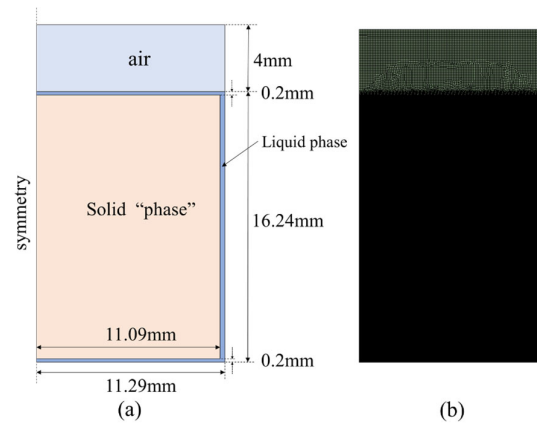 air
4mm
0.2mm
Liquid phase
symmetry
Solid “phase”
16.24mm
11.09mm
0.2mm
11.29mm
(a)
(b)